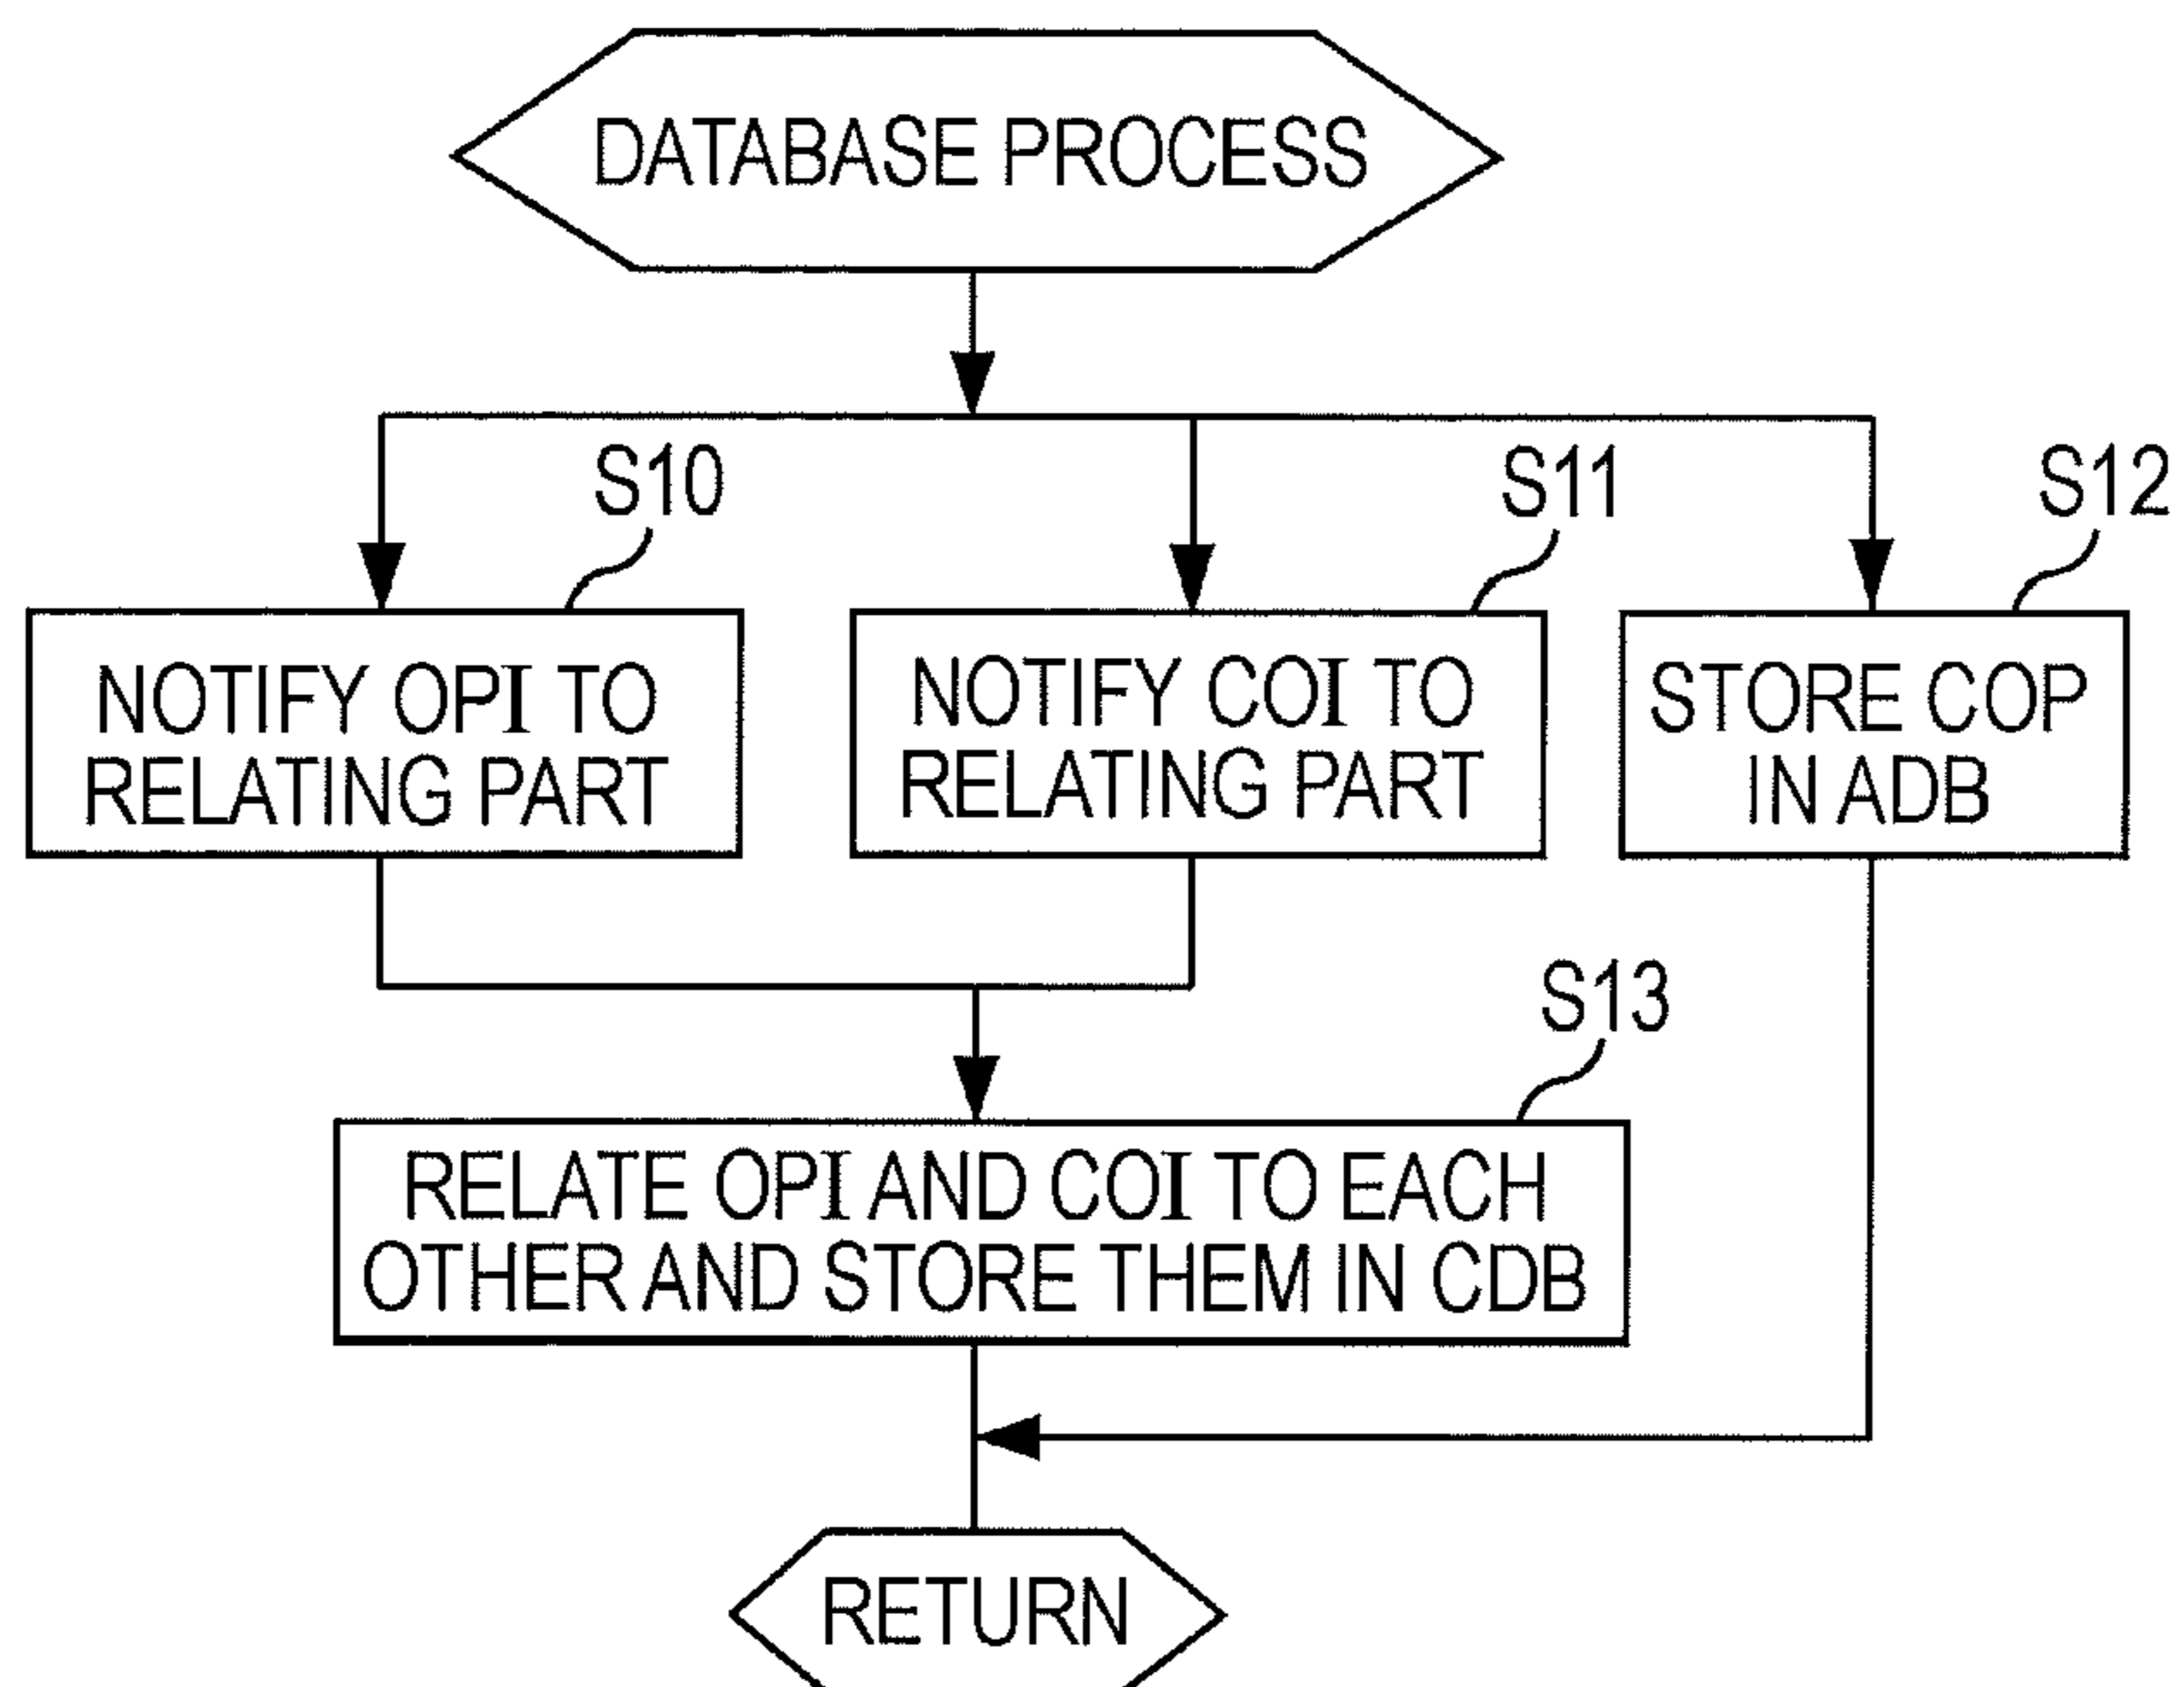 DATABASE PROCESS
S10
S11
S12
NOTIFY OPI TO
RELATING PART
NOTIFY COI TO
RELATING PART
STORE COP
IN ADB
S13
RELATE OPI AND COI TO EACH
OTHER AND STORE THEM IN CDB
RETURN